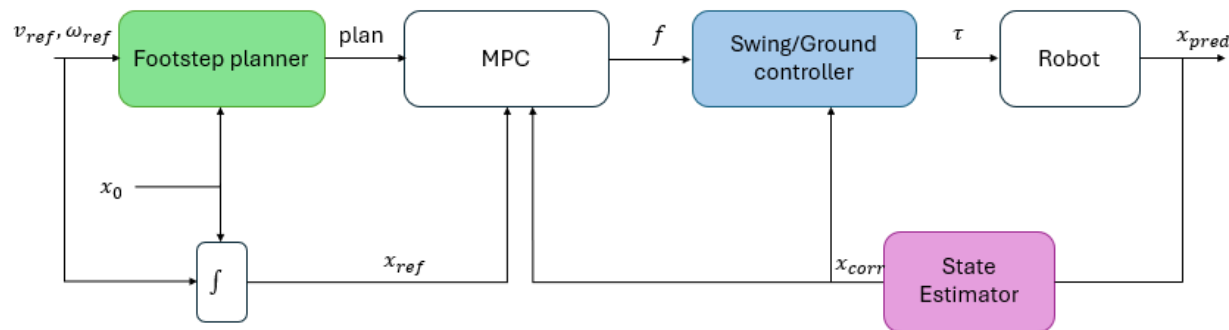 v_ref, ω_ref
Footstep planner
plan
MPC
f
Swing/Ground
controller
τ
Robot
x_pred
x_0
∫
x_ref
x_corr
State
Estimator